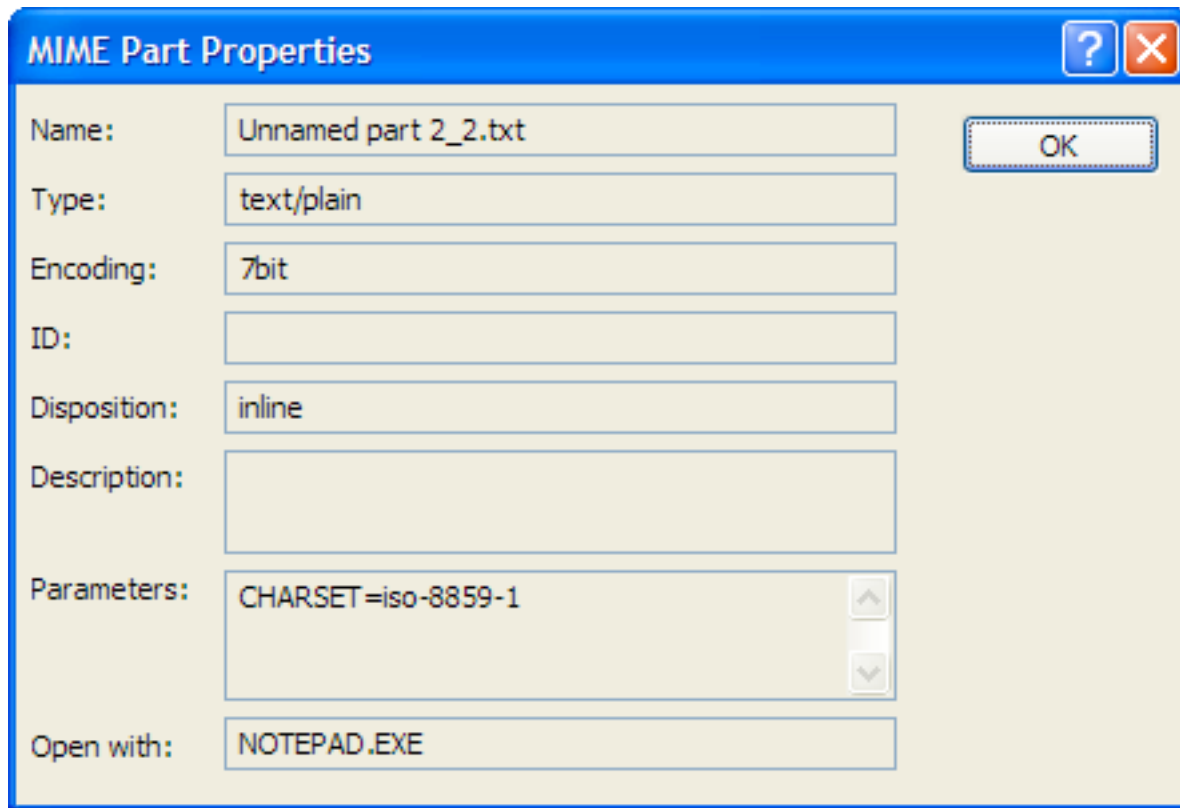 MIME Part Properties
?
Name: Unnamed part 2_2.txt
OK
Type: text/plain
Encoding: 7bit
ID:
Disposition: inline
Description:
Parameters: CHARSET=iso-8859-1
Open with: NOTEPAD.EXE